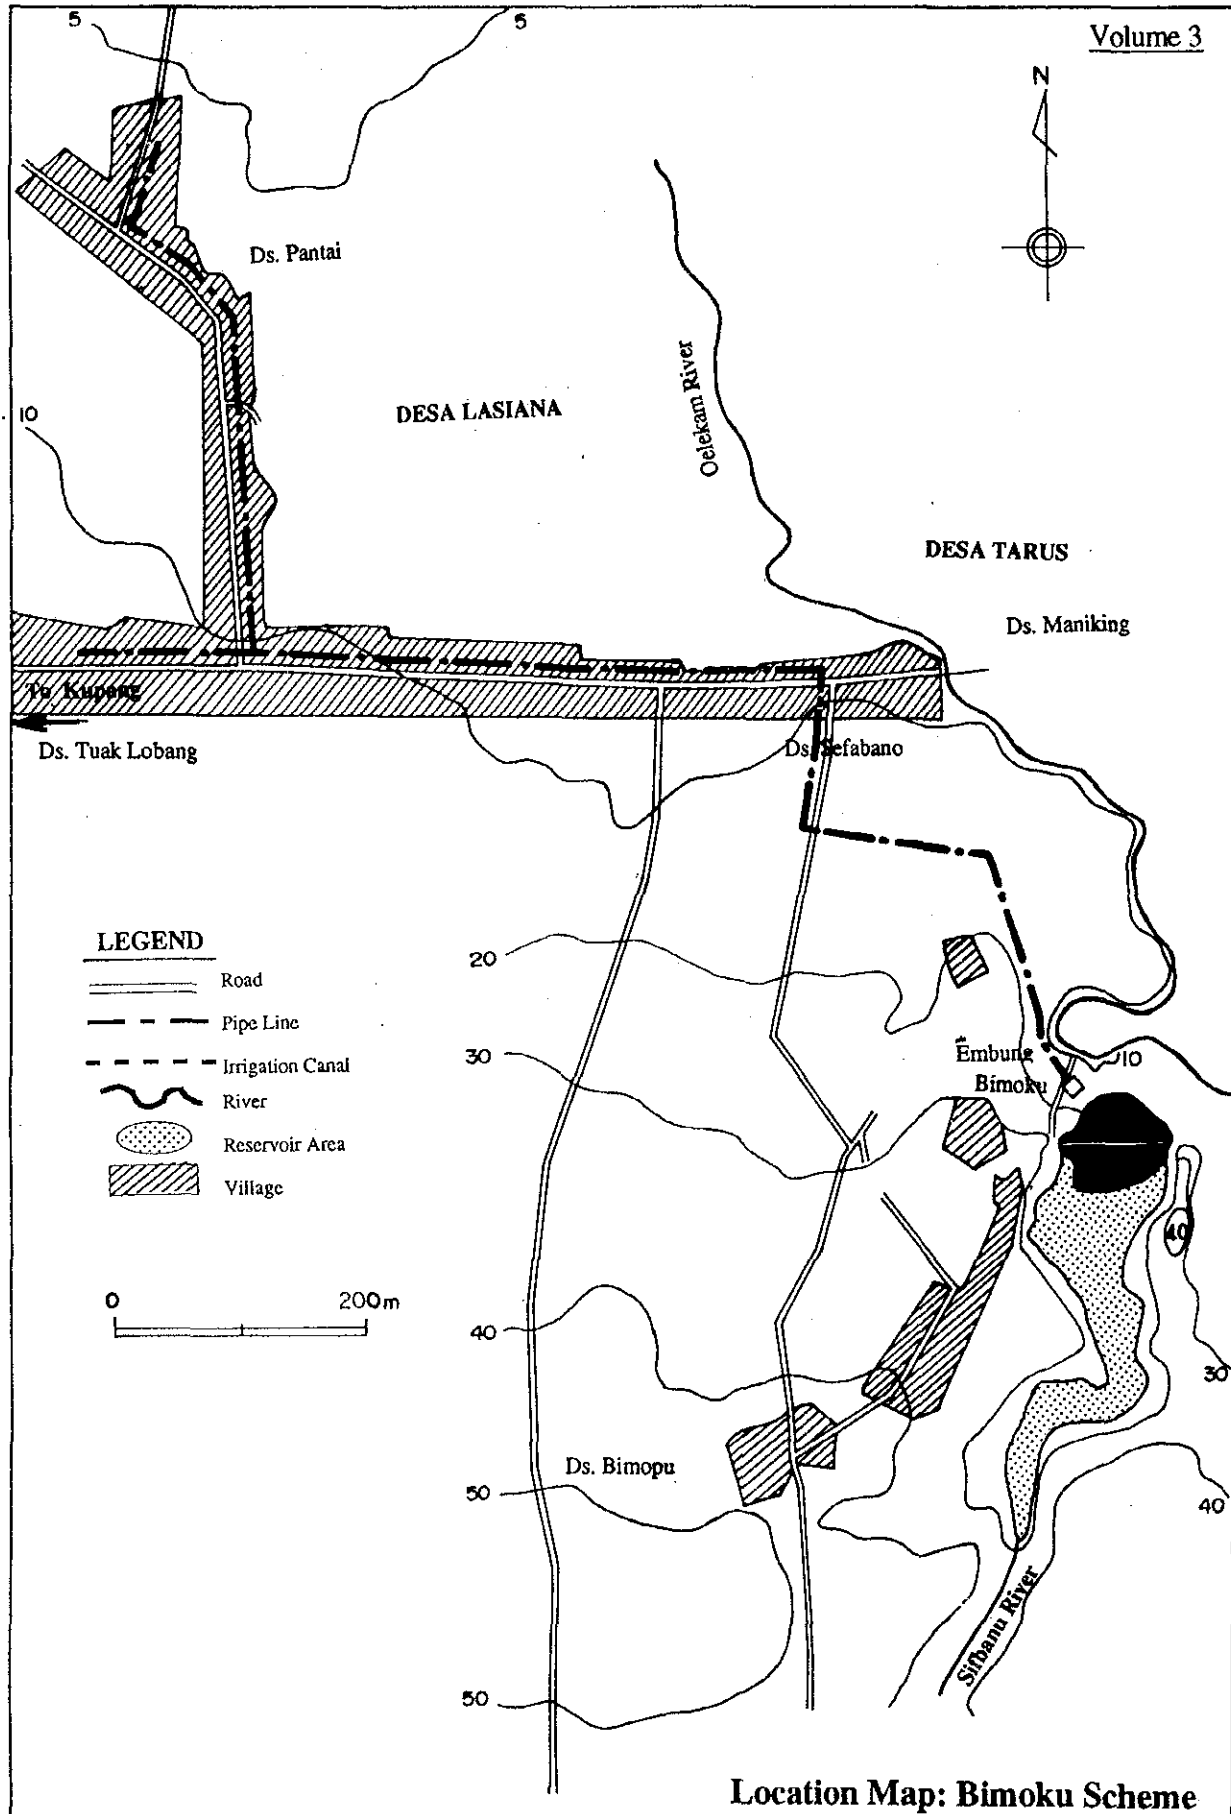 5
5
Volume 3
N
Ds. Pantai
Oelekam River
10
DESA LASIANA
DESA TARUS
Ds. Maniking
To Kupang
Ds. Tuak Lobang
Ds. Sefabano
LEGEND
Road
Pipe Line
Irrigation Canal
River
Reservoir Area
Village
20
30
Embung
Bimoku
10
40
0 200m
40
30
Ds. Bimopu
50
40
Sifbanu River
50
Location Map: Bimoku Scheme